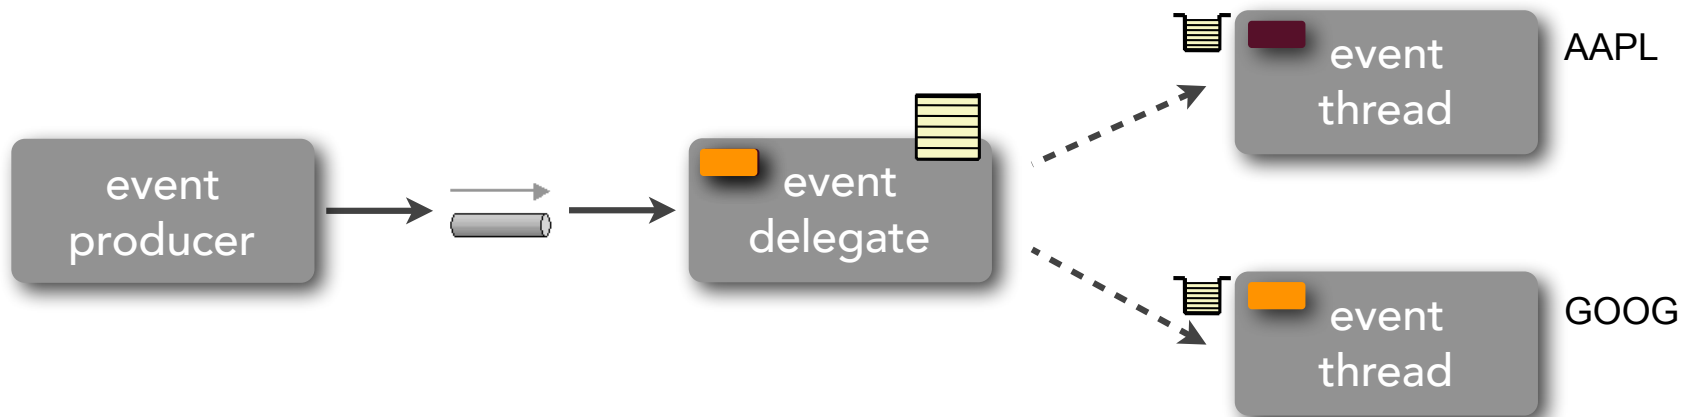 event
producer
event
delegate
event
thread
AAPL
event
thread
GOOG